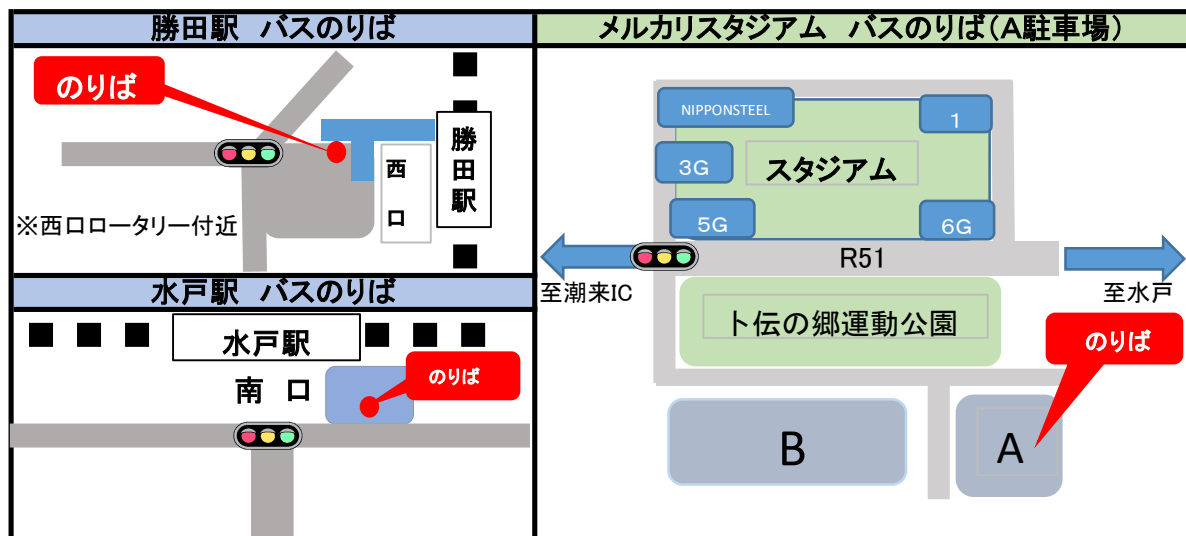 勝田駅 バスのりば
のりば
勝田駅
西口
※西口ロータリー付近
水戸駅 バスのりば
水戸駅
南 口
のりば
メルカリスタジアム バスのりば(A駐車場)
NIPPONSTEEL
1
3G
スタジアム
5G
6G
R51
至潮来IC
至水戸
卜伝の郷運動公園
のりば
B
A